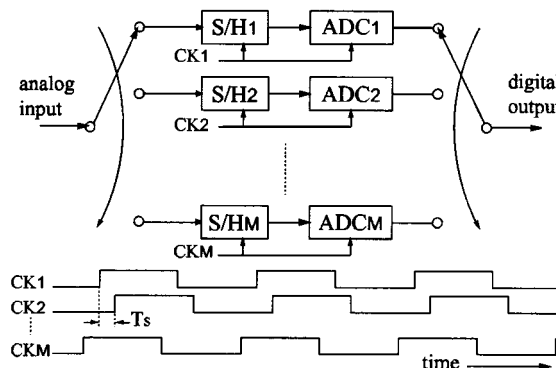 S/H1 ADC1
CK1
analog input
digital output
S/H2 ADC2
CK2
S/HM ADCM
CKM
CK1
CK2
Ts
CKM
time